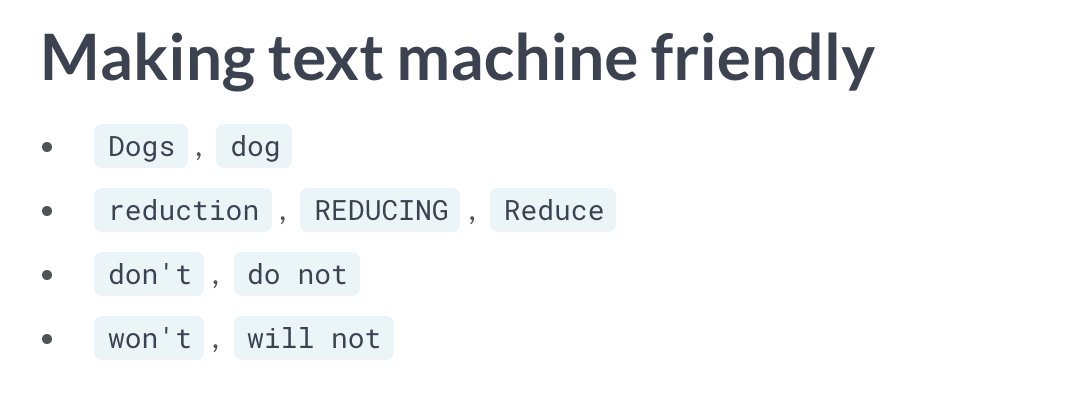 Making text machine friendly
• Dogs , dog
• reduction , REDUCING , Reduce
• don't , do not
• won't , will not